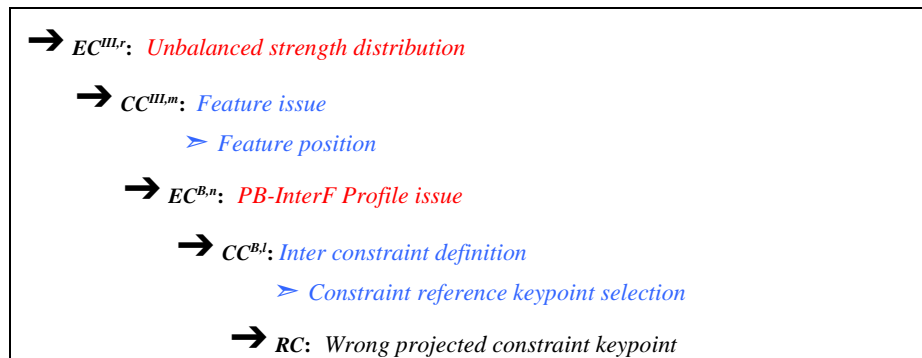 ➔ EC^{III,r}: Unbalanced strength distribution
➔ CC^{III,m}: Feature issue
➢ Feature position
➔ EC^{B,n}: PB-InterF Profile issue
➔ CC^{B,l}: Inter constraint definition
➢ Constraint reference keypoint selection
➔ RC: Wrong projected constraint keypoint